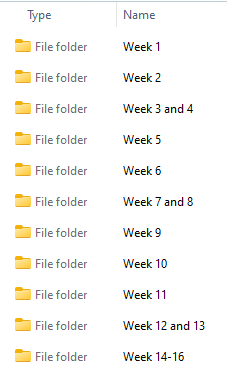 Type Name
File folder Week 1
File folder Week 2
File folder Week 3 and 4
File folder Week 5
File folder Week 6
File folder Week 7 and 8
File folder Week 9
File folder Week 10
File folder Week 11
File folder Week 12 and 13
File folder Week 14-16